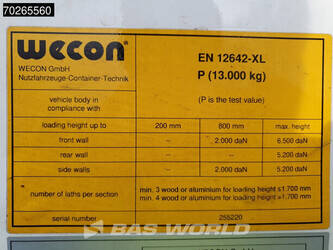 70265560
wecon
WECON GmbH
Nutzfahrzeuge-Container-Technik
EN 12642-XL
P (13.000 kg)
vehicle body in
compliance with:
(P is the test value)
loading height up to 200 mm 800 mm max. height
front wall – 2.000 daN 6.500 daN
rear wall – – 5.200 daN
side walls – 2.000 daN 5.200 daN
number of laths per section
min. 3 wood or aluminium for loading height ≤1.700 mm
min. 4 wood or aluminium for loading height >1.700 mm
serial number 255220
BAS WORLD